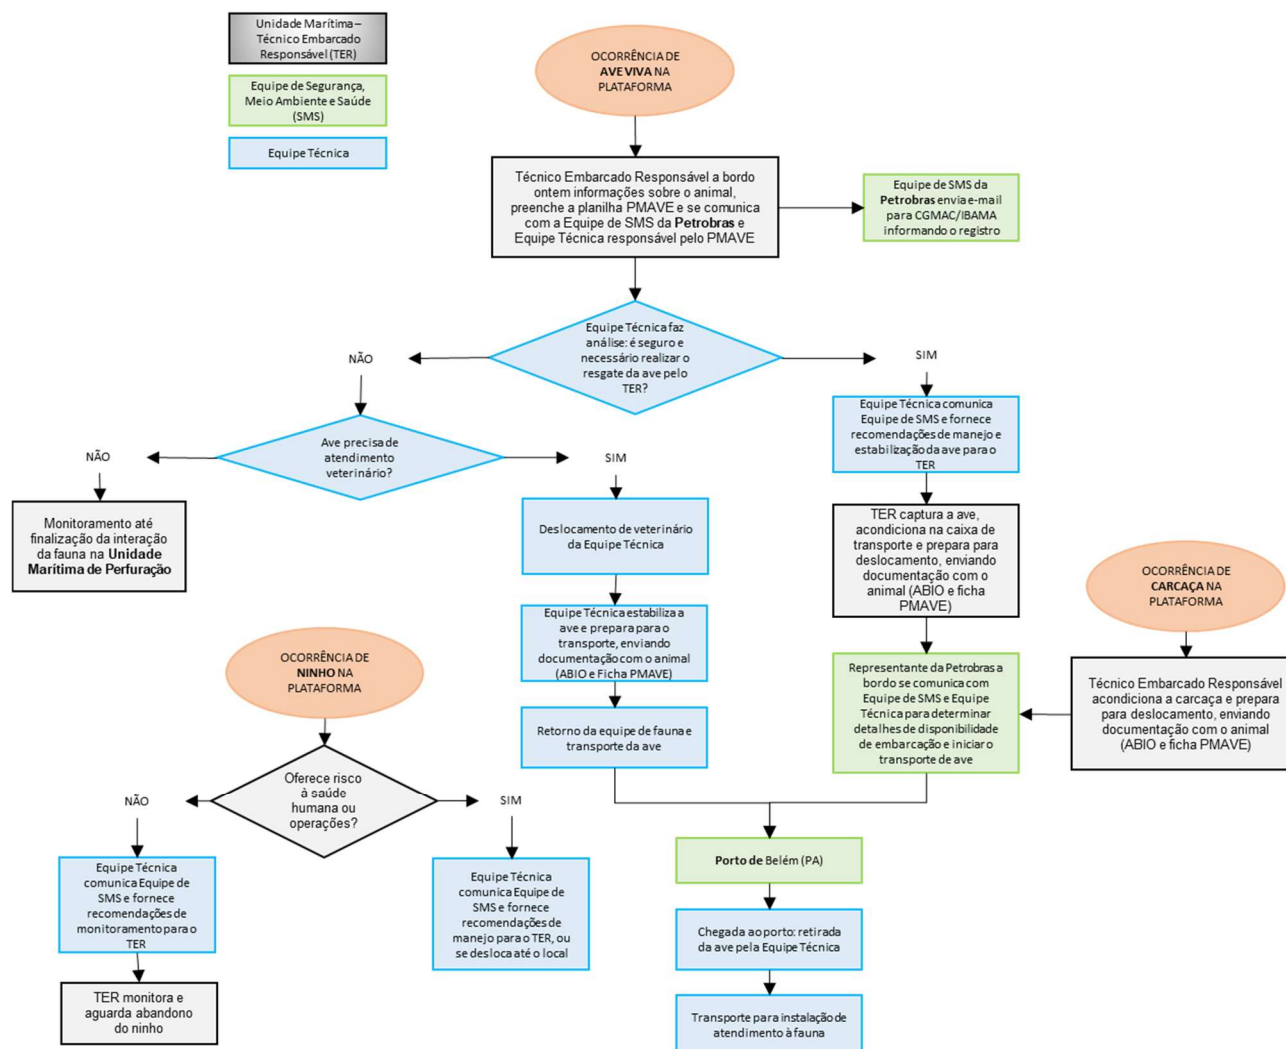 Unidade Marítima –
Técnico Embarcado
Responsável (TER)
Equipe de Segurança,
Meio Ambiente e Saúde
(SMS)
Equipe Técnica
OCORRÊNCIA DE
AVE VIVA NA
PLATAFORMA
Técnico Embarcado Responsável a bordo
ontem informações sobre o animal,
preenche a planilha PMAVE e se comunica
com a Equipe de SMS da Petrobras e
Equipe Técnica responsável pelo PMAVE
Equipe de SMS da
Petrobras envia e-mail
para CGMAC/IBAMA
informando o registro
Equipe Técnica faz
análise: é seguro e
necessário realizar o
resgate da ave pelo
TER?
NÃO
SIM
Ave precisa de
atendimento
veterinário?
NÃO
SIM
Monitoramento até
finalização da interação
da fauna na Unidade
Marítima de Perfuração
Deslocamento de veterinário
da Equipe Técnica
Equipe Técnica estabiliza a
ave e prepara para o
transporte, enviando
documentação com o animal
(ABIO e Ficha PMAVE)
Retorno da equipe de fauna e
transporte da ave
Equipe Técnica comunica
Equipe de SMS e fornece
recomendações de manejo e
estabilização da ave para o
TER
TER captura a ave,
acondiciona na caixa de
transporte e prepara para
deslocamento, enviando
documentação com o
animal (ABIO e ficha
PMAVE)
Representante da Petrobras a
bordo se comunica com
Equipe de SMS e Equipe
Técnica para determinar
detalhes de disponibilidade
de embarcação e iniciar o
transporte de ave
OCORRÊNCIA DE
CARCAÇA NA
PLATAFORMA
Técnico Embarcado Responsável
acondiciona a carcaça e prepara
para deslocamento, enviando
documentação com o animal
(ABIO e ficha PMAVE)
OCORRÊNCIA DE
NINHO NA
PLATAFORMA
Oferece risco
à saúde
humana ou
operações?
NÃO
SIM
Equipe Técnica
comunica Equipe de
SMS e fornece
recomendações de
monitoramento para o
TER
TER monitora e
aguarda abandono
do ninho
Equipe Técnica
comunica Equipe de
SMS e fornece
recomendações de
manejo para o TER, ou
se desloca até o local
Porto de Belém (PA)
Chegada ao porto: retirada
da ave pela Equipe Técnica
Transporte para instalação de
atendimento à fauna